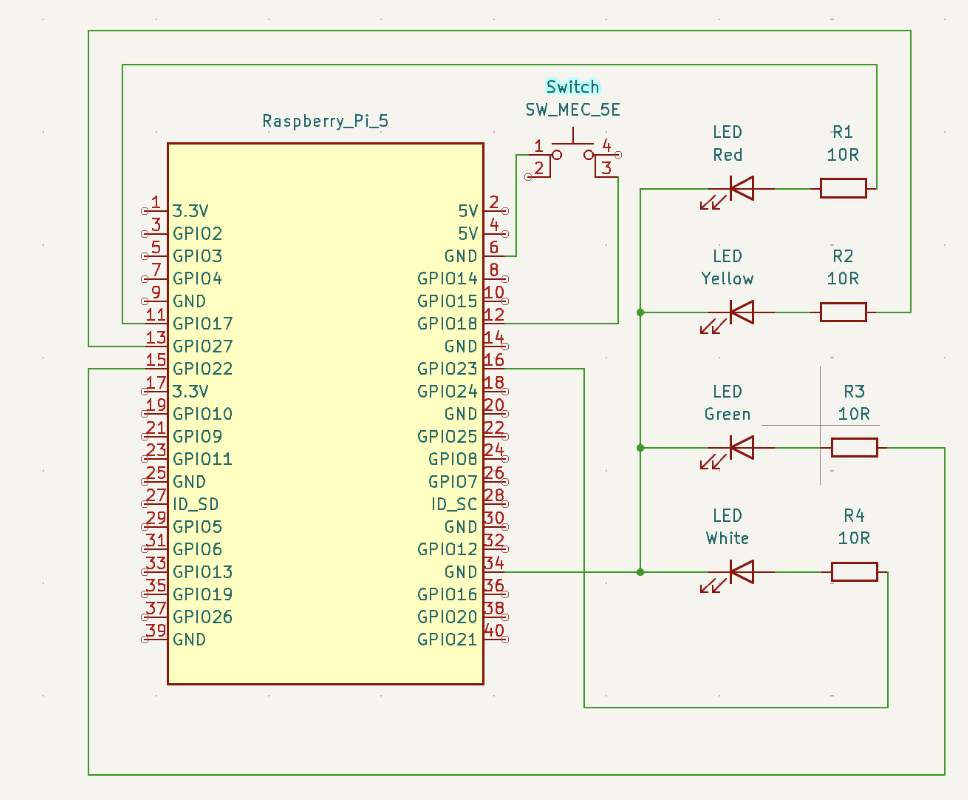 Switch
SW_MEC_5E
1 4
2 3
Raspberry_Pi_5
1 3.3V 5V 2
3 GPIO2 5V 4
5 GPIO3 GND 6
7 GPIO4 GPIO14 8
9 GND GPIO15 10
11 GPIO17 GPIO18 12
13 GPIO27 GND 14
15 GPIO22 GPIO23 16
17 3.3V GPIO24 18
19 GPIO10 GND 20
21 GPIO9 GPIO25 22
23 GPIO11 GPIO8 24
25 GND GPIO7 26
27 ID_SD ID_SC 28
29 GPIO5 GND 30
31 GPIO6 GPIO12 32
33 GPIO13 GND 34
35 GPIO19 GPIO16 36
37 GPIO26 GPIO20 38
39 GND GPIO21 40
LED R1
Red 10R
LED R2
Yellow 10R
LED R3
Green 10R
LED R4
White 10R